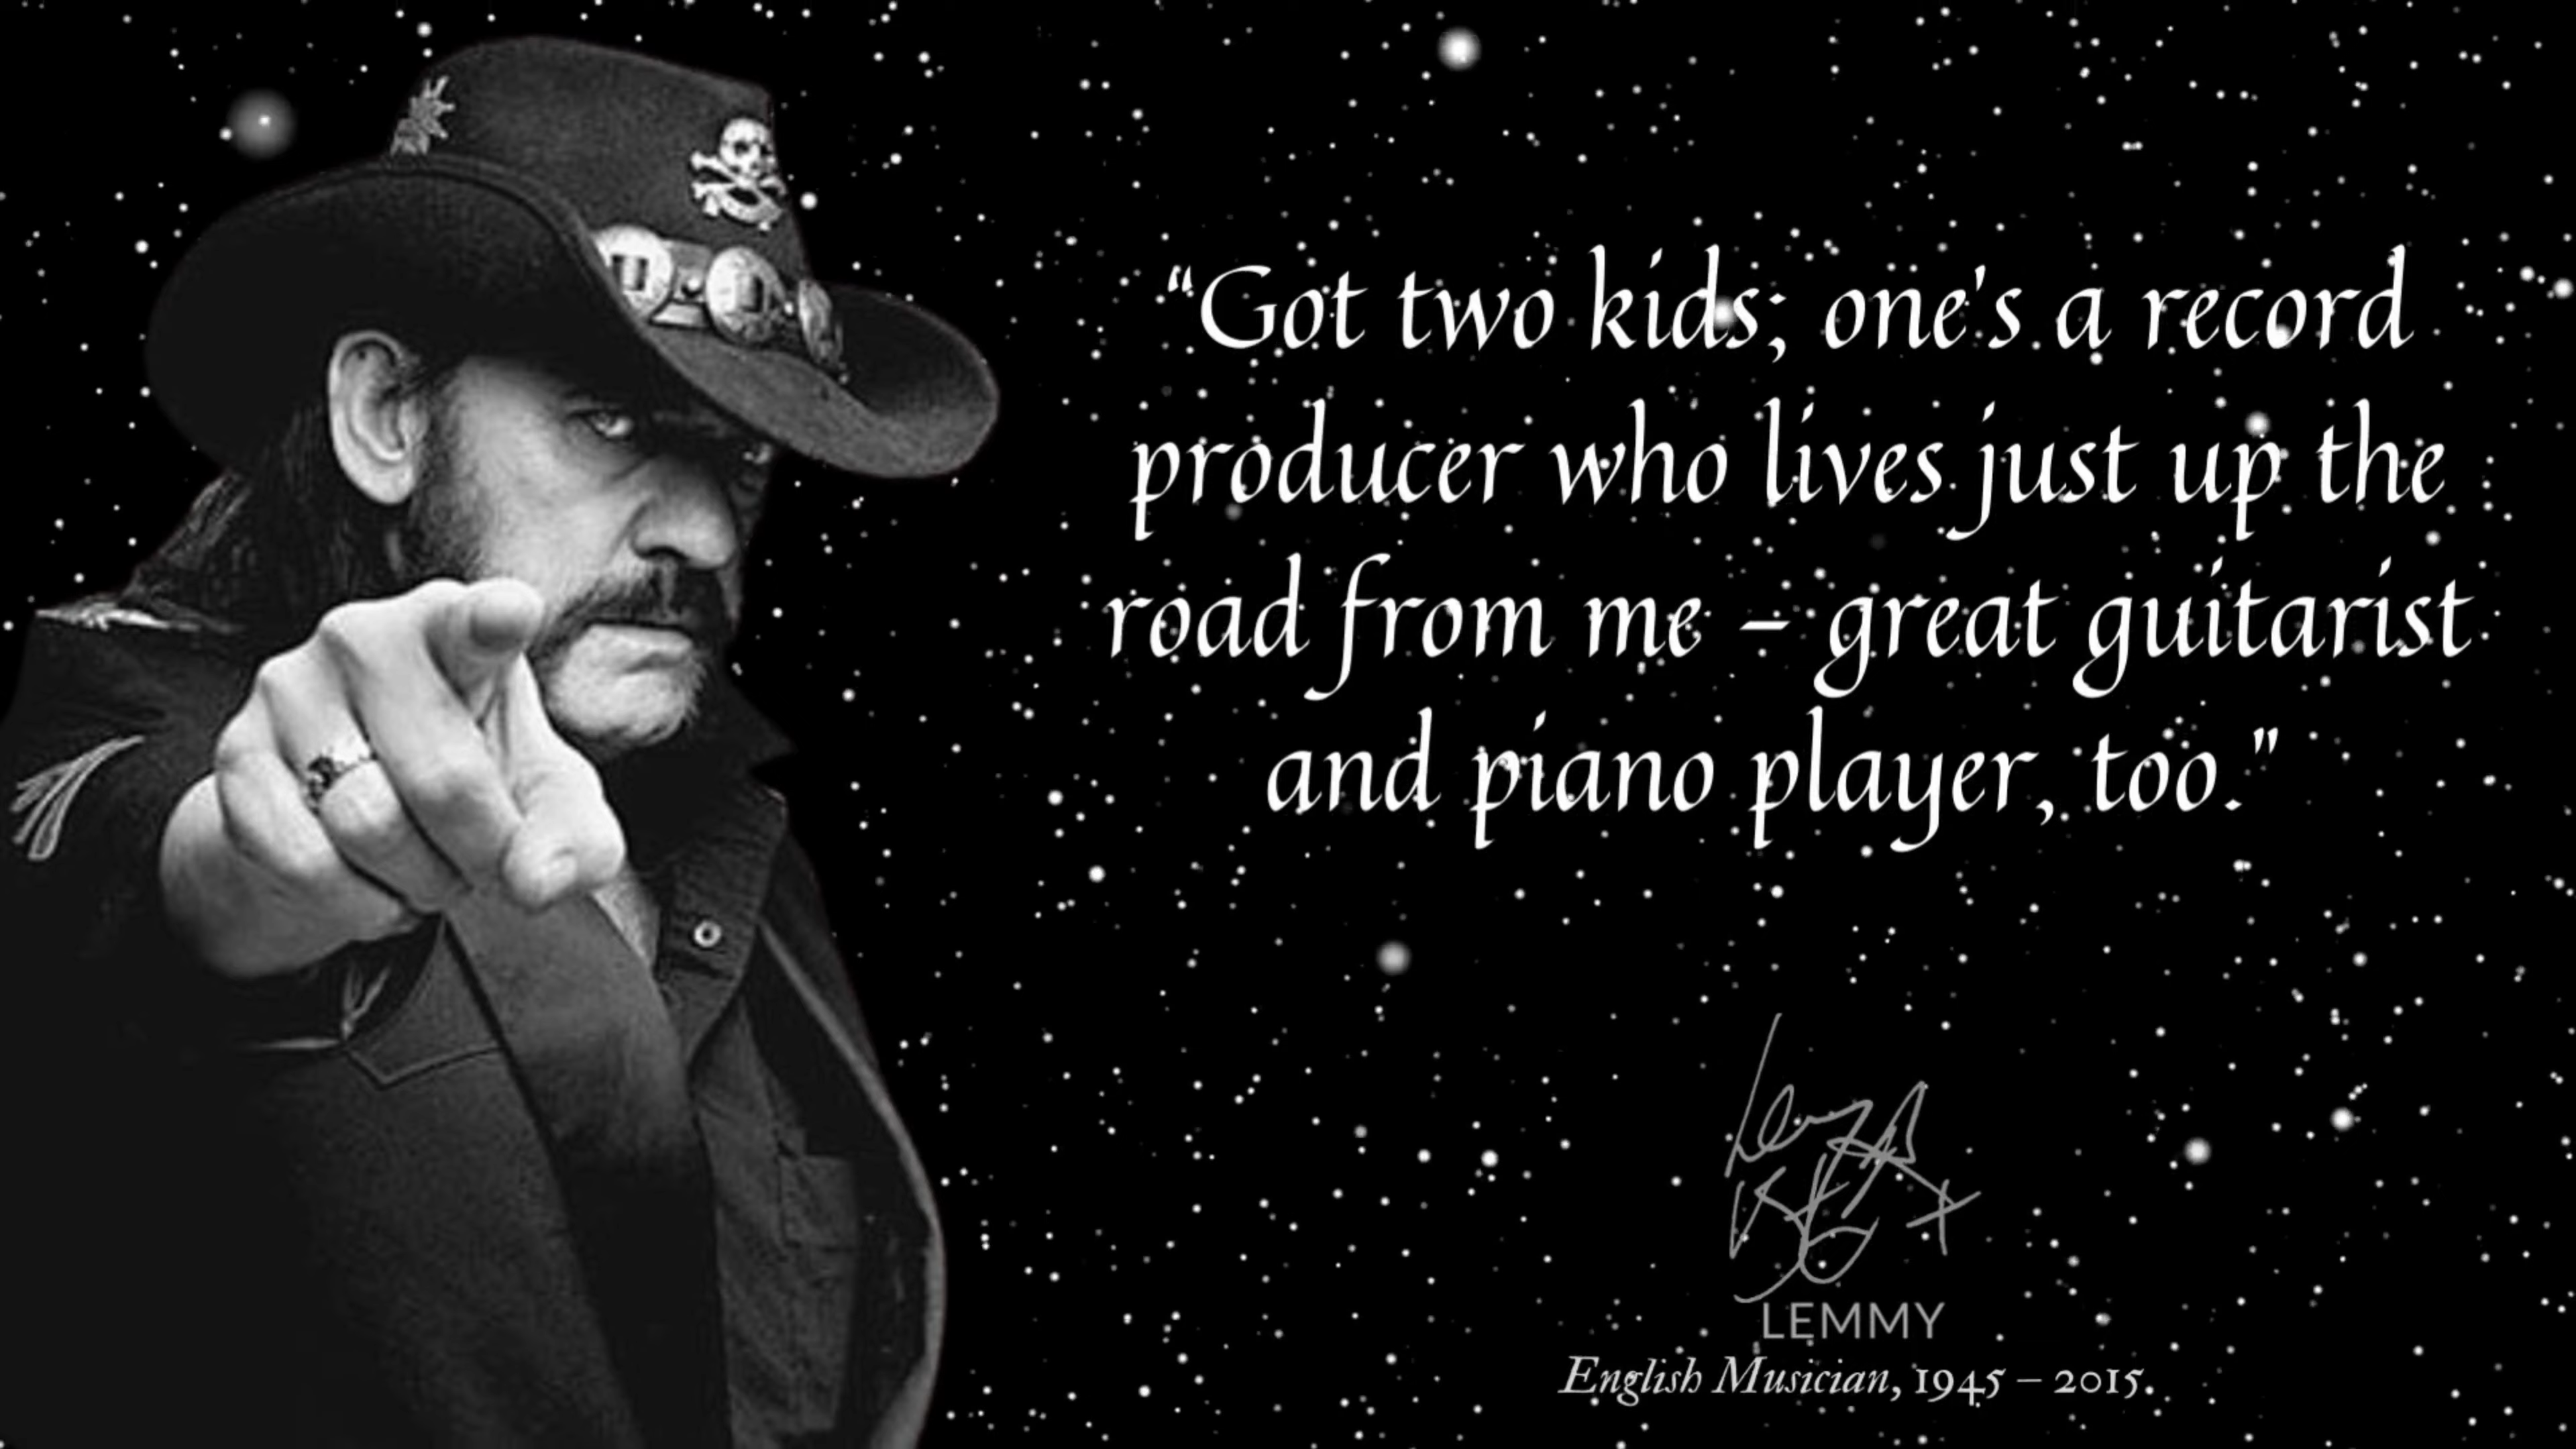 “Got two kids; one's a record
producer who lives just up the
road from me – great guitarist
and piano player, too."
LEMMY
English Musician, 1945 – 2015.